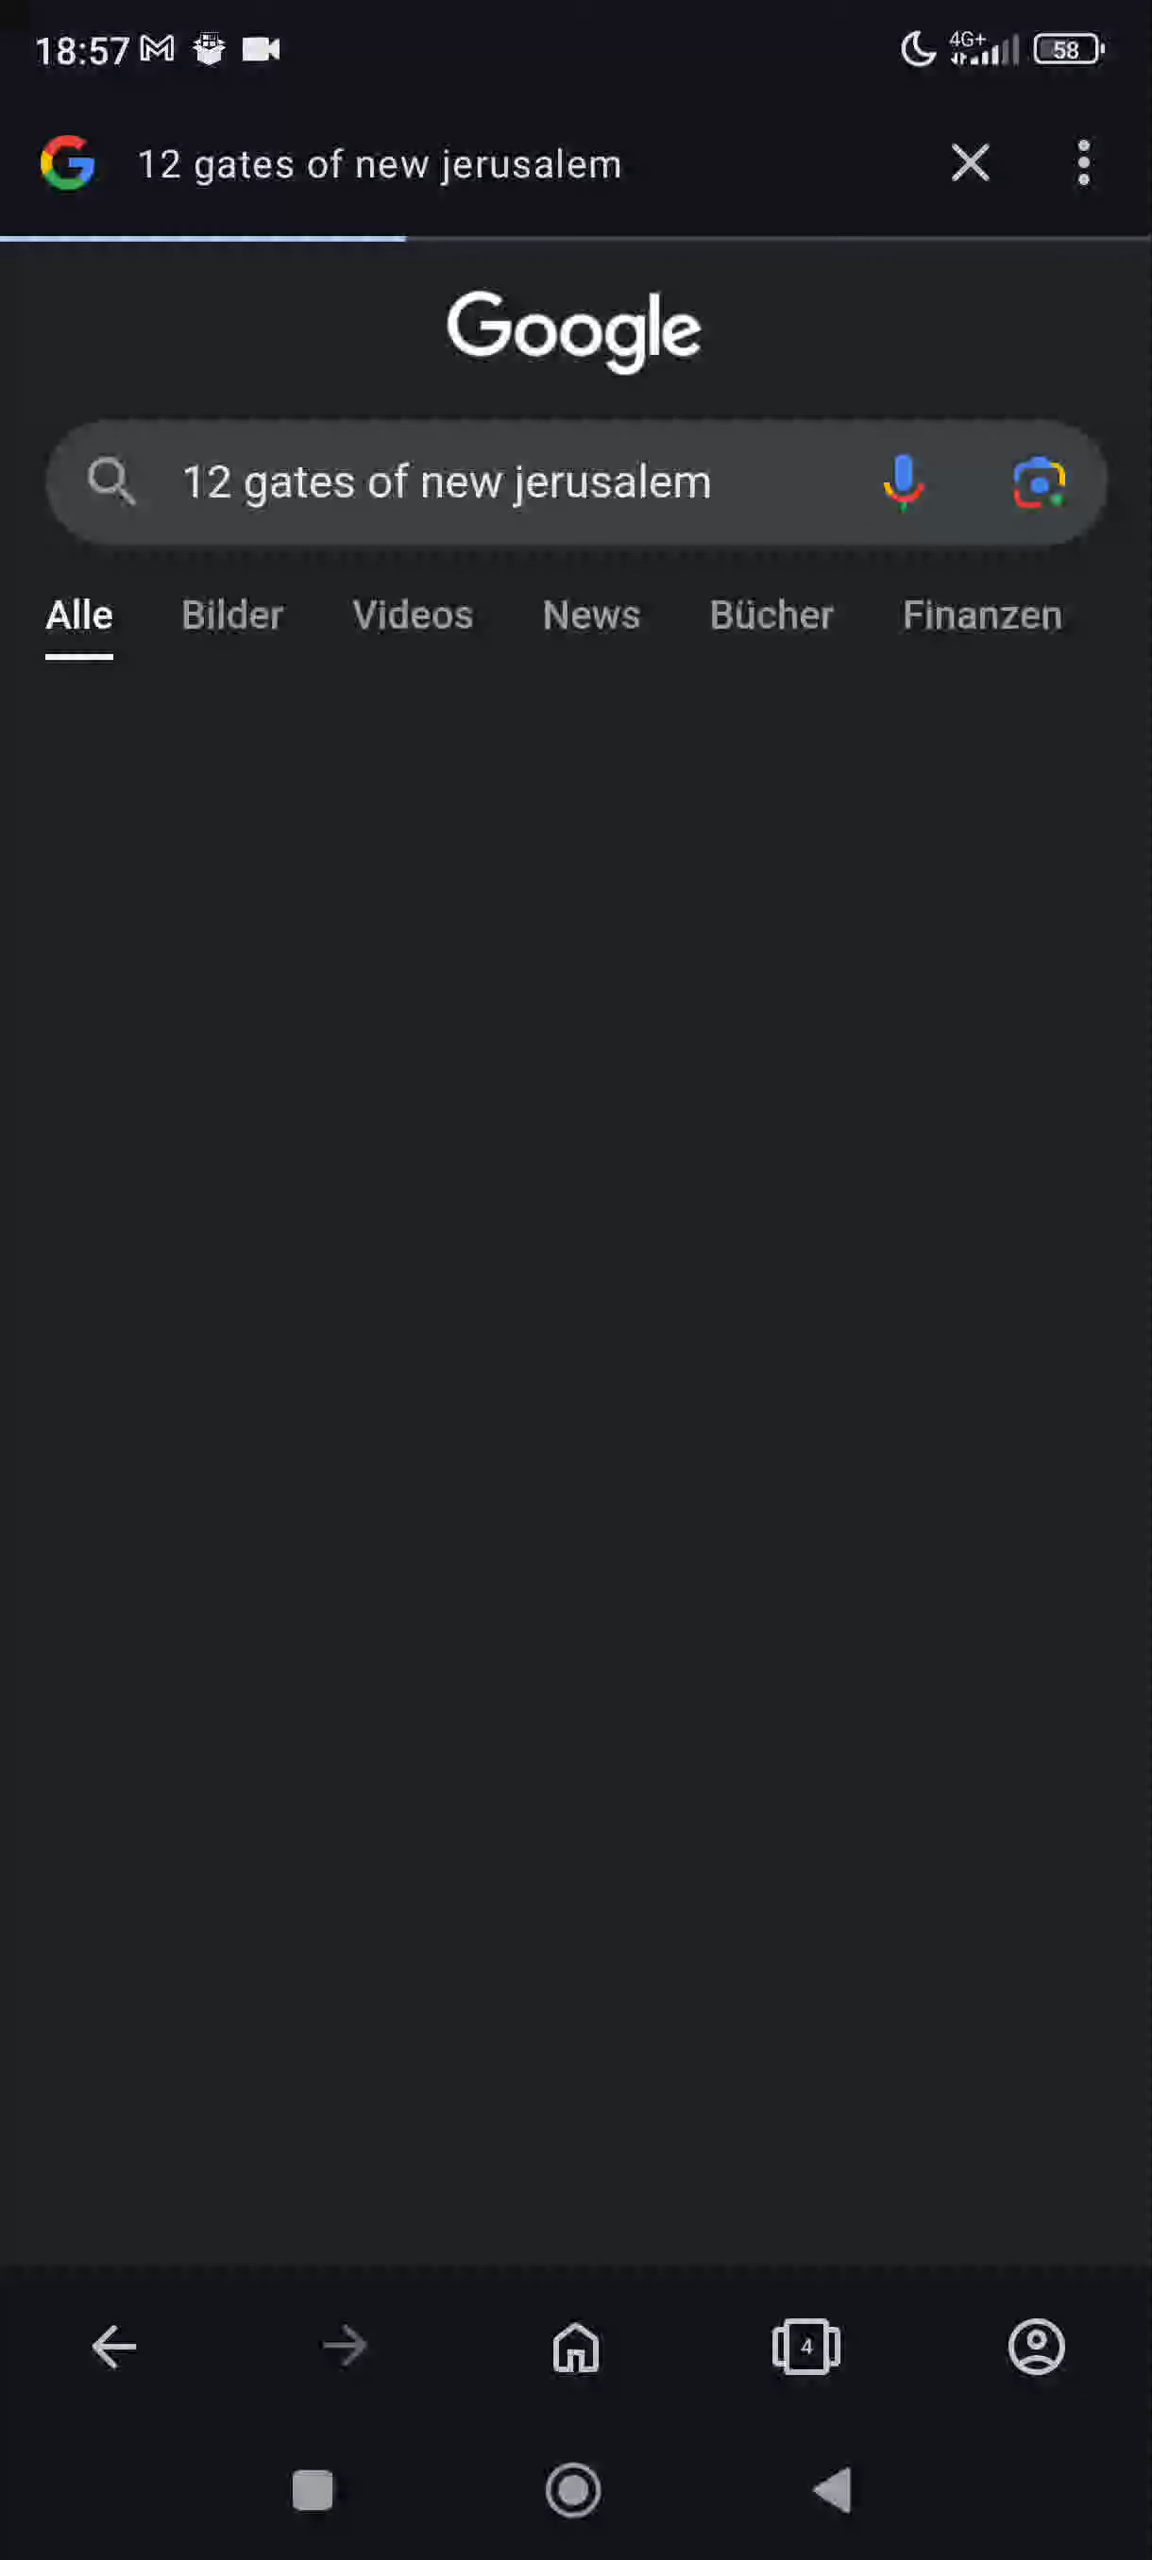 18:57 4G+ 58
12 gates of new jerusalem
Google
12 gates of new jerusalem
Alle Bilder Videos News Bücher Finanzen
4